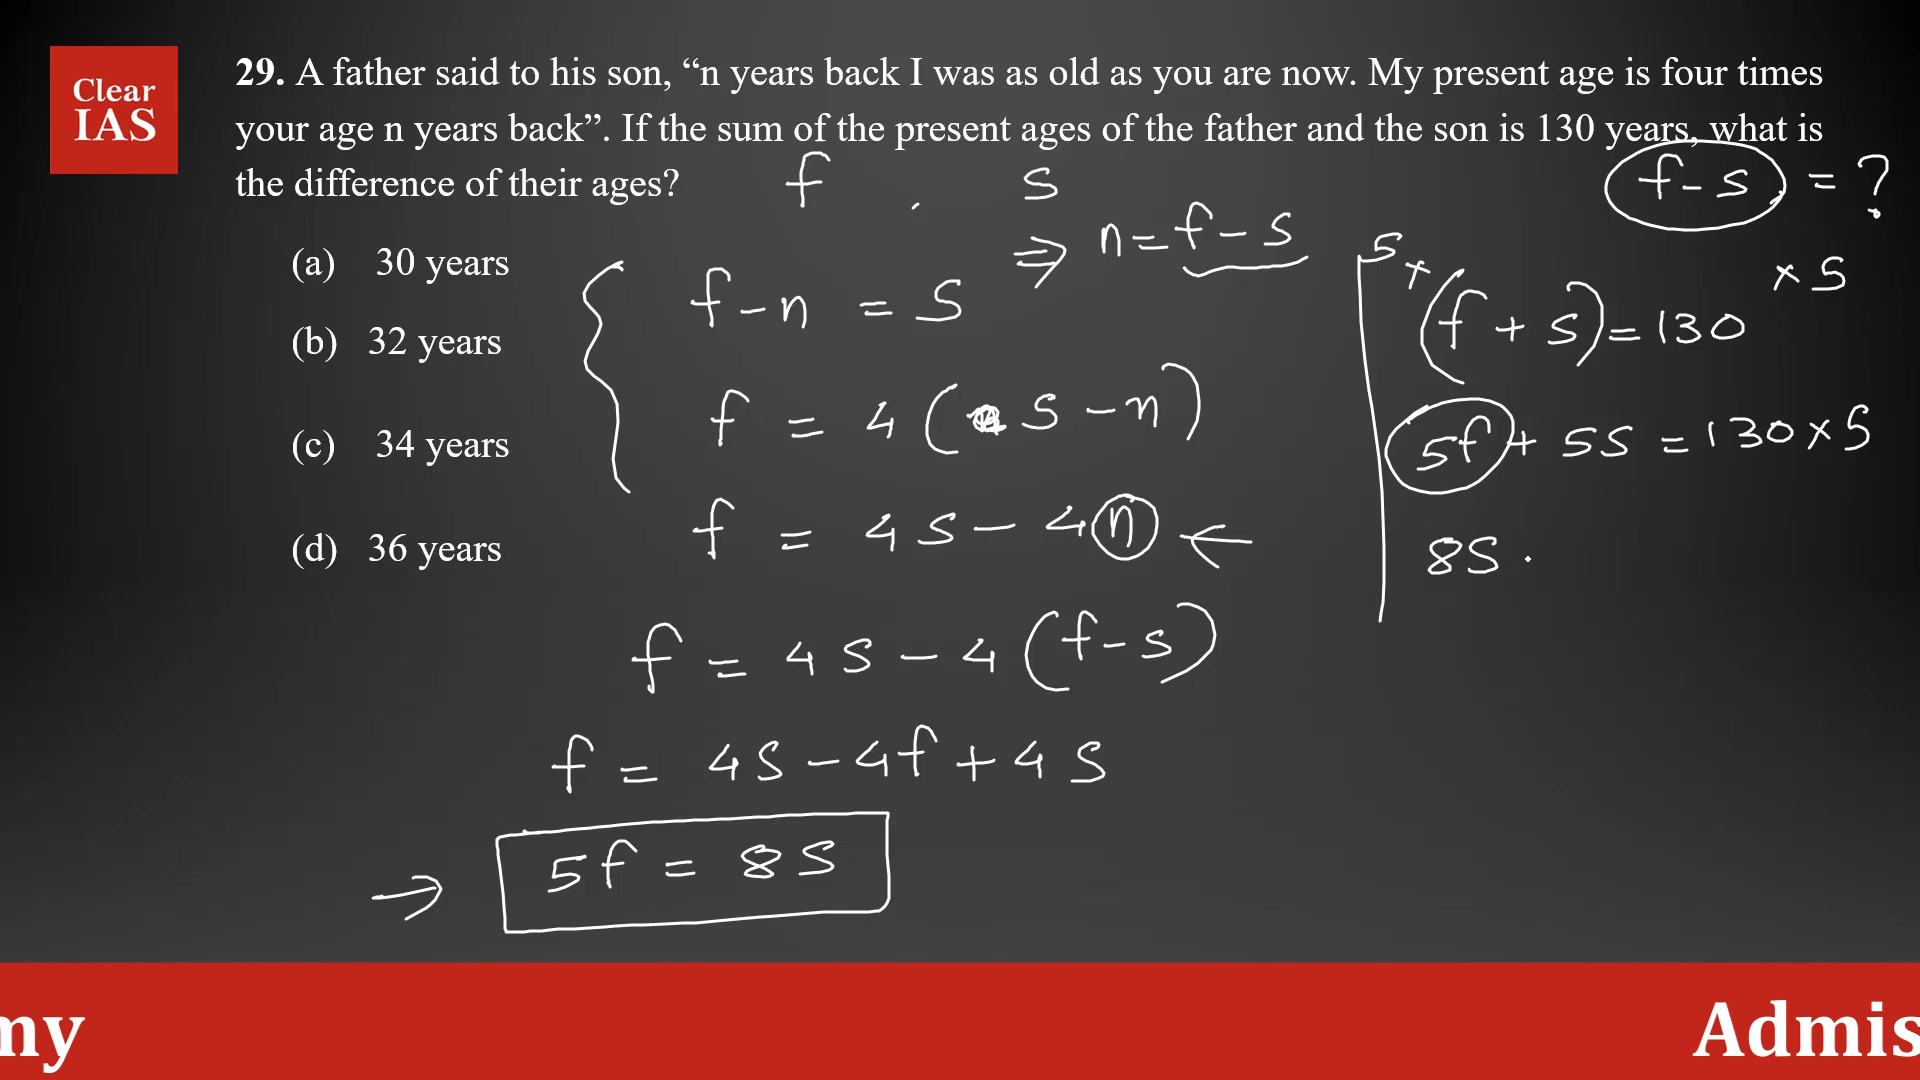 Clear
IAS
29. A father said to his son, “n years back I was as old as you are now. My present age is four times
your age n years back”. If the sum of the present ages of the father and the son is 130 years, what is
the difference of their ages?
f s
f - s = ?
(a) 30 years
(b) 32 years
(c) 34 years
(d) 36 years
f - n = s ⇒ n = f - s
f = 4 ( s - n )
f = 4s - 4n ←
f = 4s - 4 (f - s)
f = 4s - 4f + 4s
→ 5f = 8s
5 × (f + s) = 130 × 5
5f + 5s = 130 × 5
8s
my
Admis